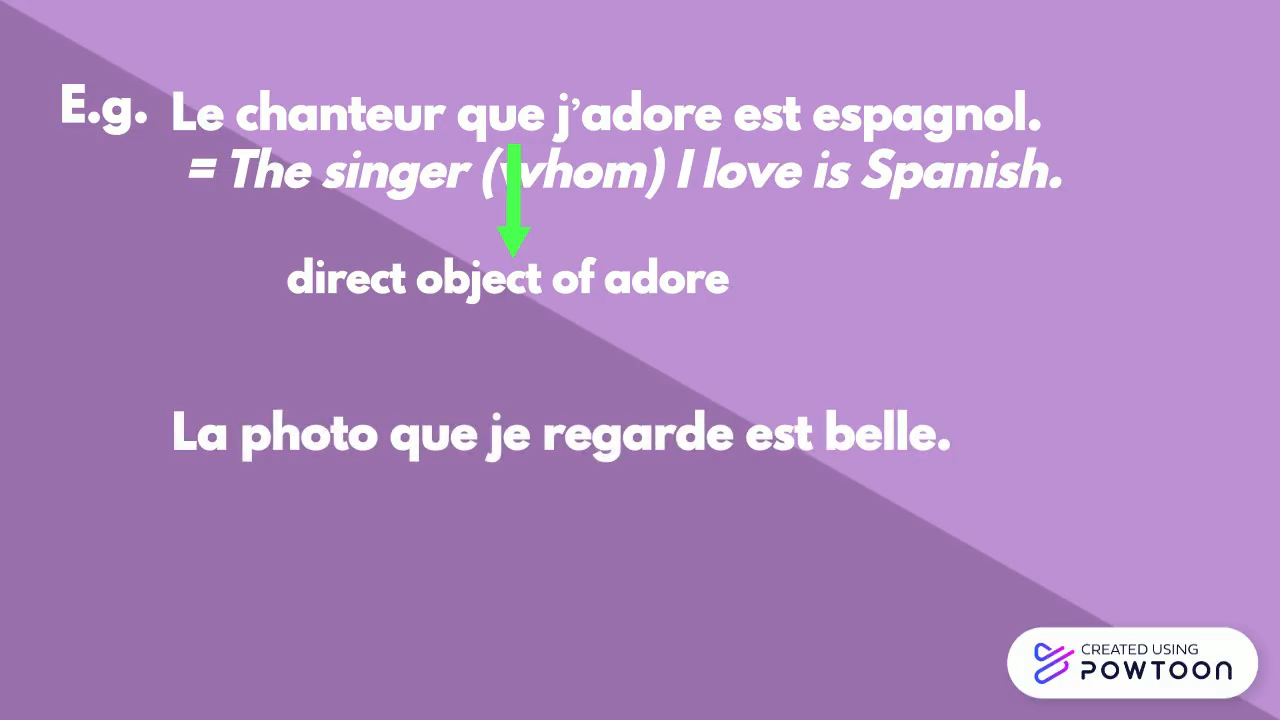 E.g. Le chanteur que j’adore est espagnol.
= The singer (whom) I love is Spanish.
direct object of adore
La photo que je regarde est belle.
CREATED USING
POWTOON